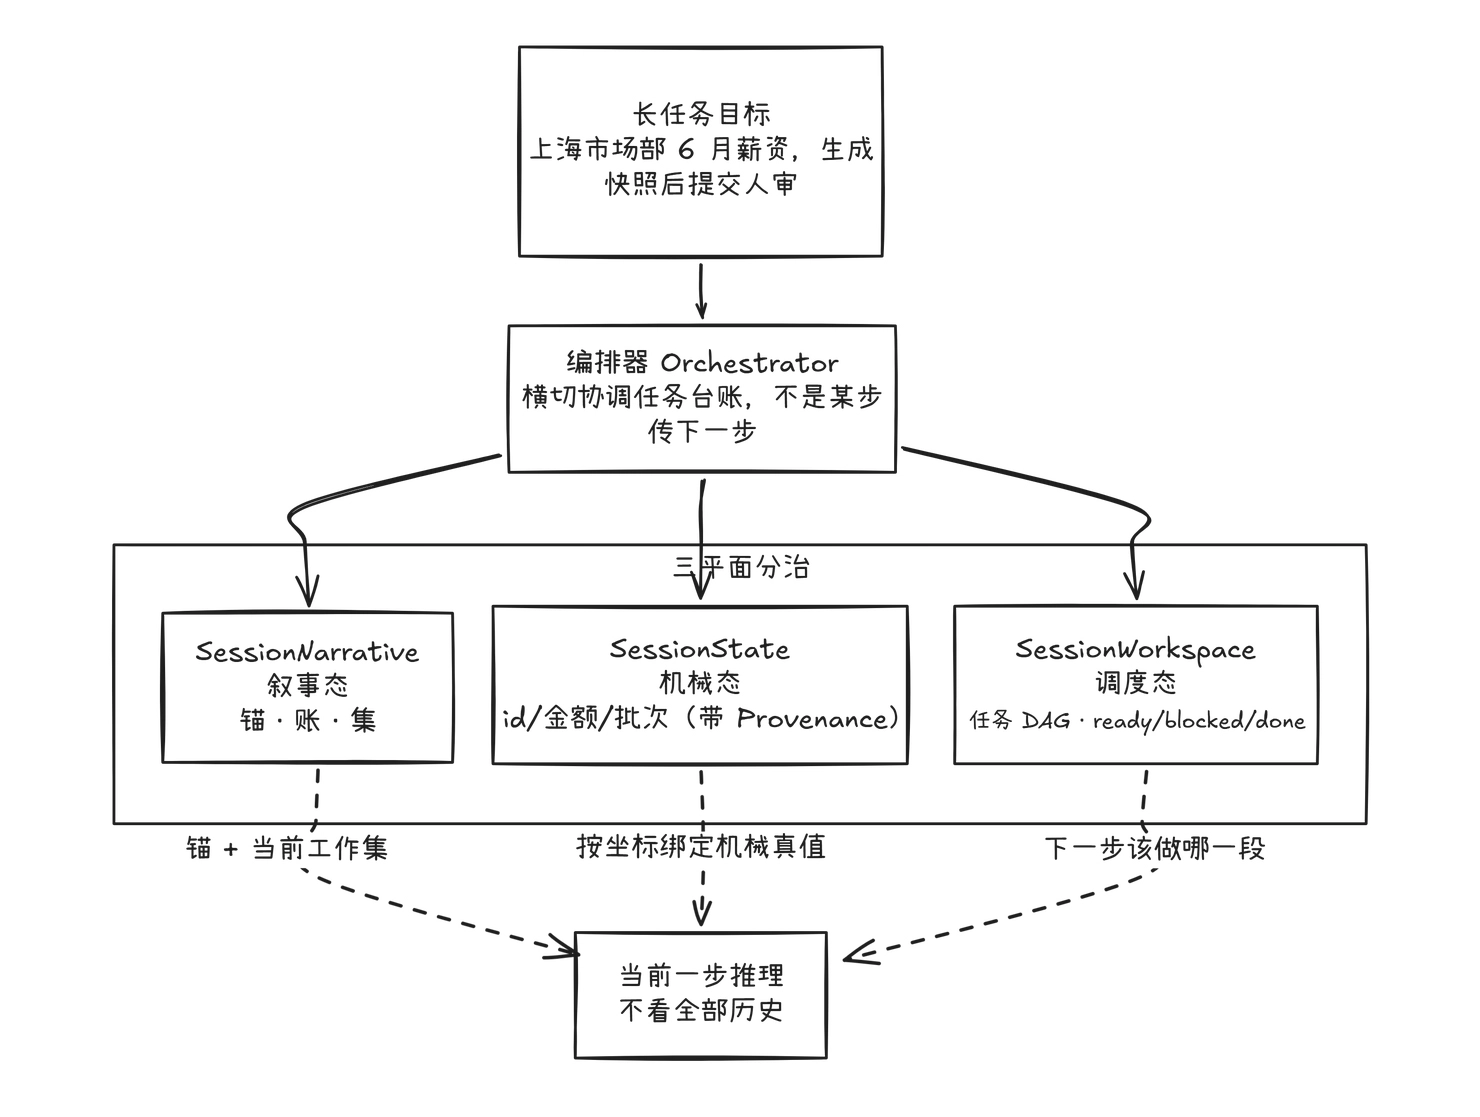 长任务目标
上海市场部 6 月薪资，生成
快照后提交人审
编排器 Orchestrator
横切协调任务台账，不是某步
传下一步
三平面分治
SessionNarrative
叙事态
锚 · 账 · 集
SessionState
机械态
id/金额/批次（带 Provenance）
SessionWorkspace
调度态
任务 DAG · ready/blocked/done
锚 + 当前工作集
按坐标绑定机械真值
下一步该做哪一段
当前一步推理
不看全部历史